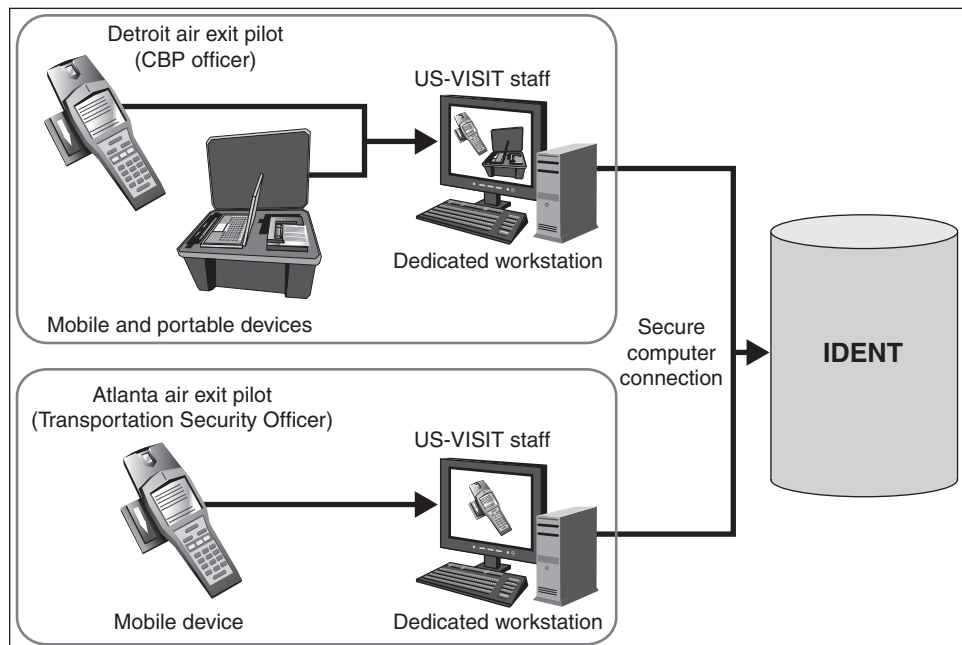 Detroit air exit pilot
(CBP officer)
US-VISIT staff
Dedicated workstation
Mobile and portable devices
Atlanta air exit pilot
(Transportation Security Officer)
US-VISIT staff
Mobile device
Dedicated workstation
Secure
computer
connection
IDENT